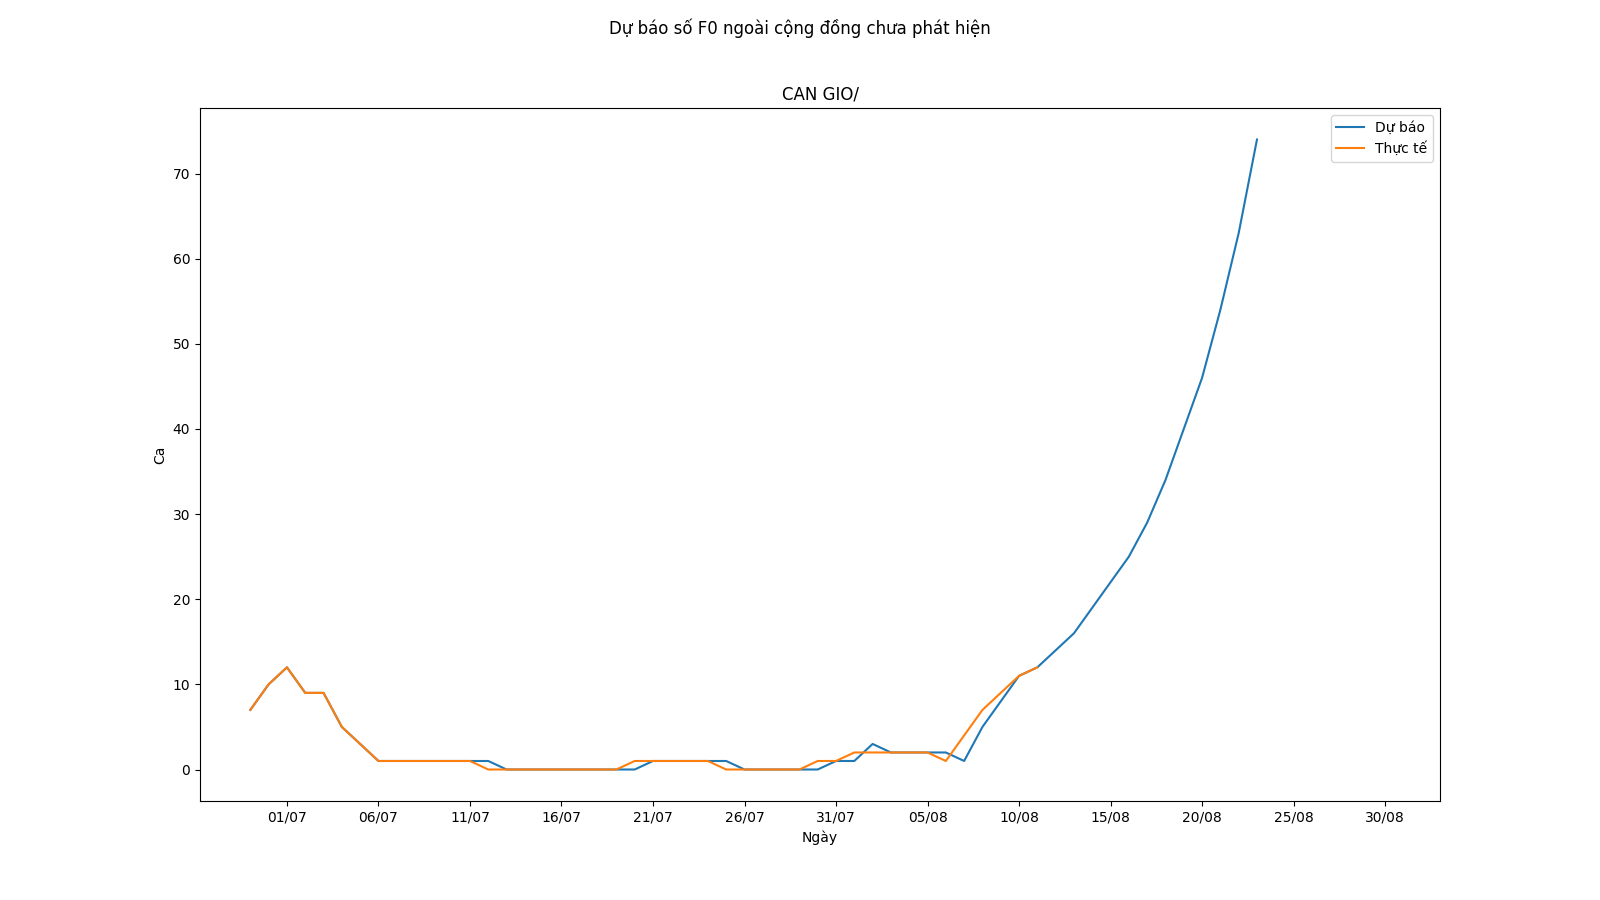 Dự báo số F0 ngoài cộng đồng chưa phát hiện
CAN GIO/
Dự báo
Thực tế
70
60
50
40
30
20
10
0
Ca
01/07 06/07 11/07 16/07 21/07 26/07 31/07 05/08 10/08 15/08 20/08 25/08 30/08
Ngày